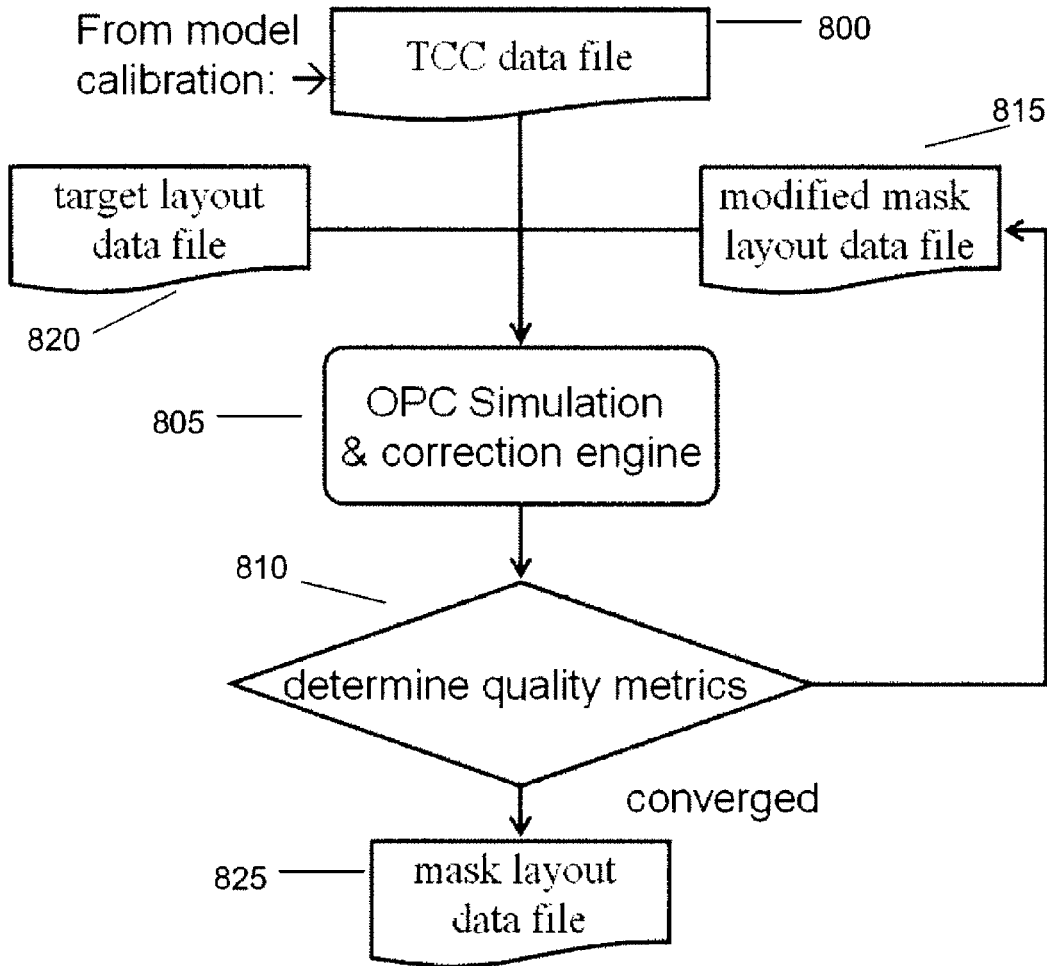 From model
calibration:
TCC data file
800
815
target layout
data file
820
modified mask
layout data file
805
OPC Simulation
& correction engine
810
determine quality metrics
converged
825
mask layout
data file